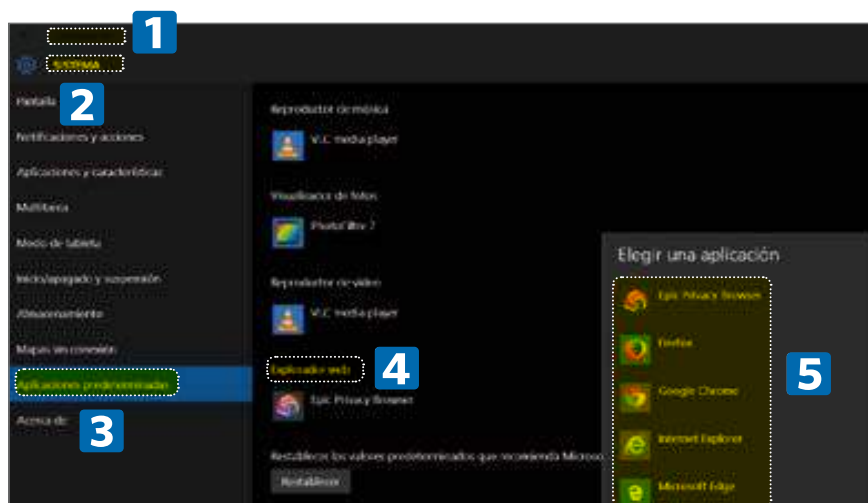 1
SISTEMA
2
Pantalla
Notificaciones y acciones
Aplicaciones y características
Multitarea
Modo de tableta
Inicio/apagado y suspensión
Almacenamiento
Mapas sin conexión
Aplicaciones predeterminadas
Acerca de
3
Reproductor de música
VLC media player
Visualizador de fotos
PhotoFiltre 7
Reproductor de vídeo
VLC media player
Explorador web
4
Epic Privacy Browser
Restablecer los valores predeterminados que recomienda Microso
Restablecer
Elegir una aplicación
Epic Privacy Browser
Firefox
Google Chrome
Internet Explorer
Microsoft Edge
5